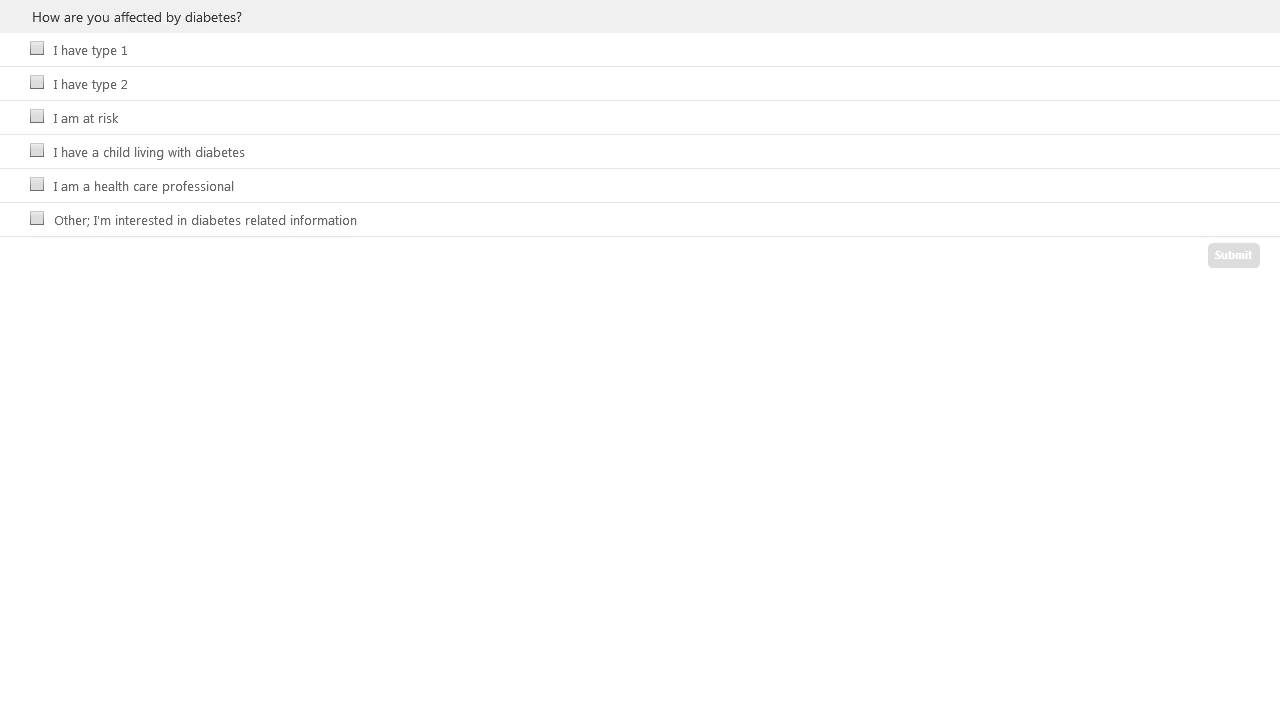 How are you affected by diabetes?
I have type 1
I have type 2
I am at risk
I have a child living with diabetes
I am a health care professional
Other; I'm interested in diabetes related information
Submit